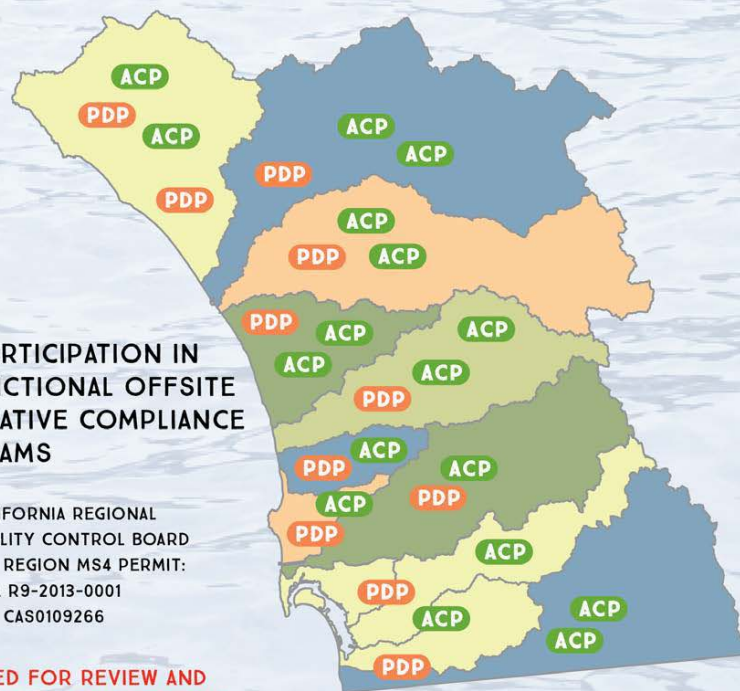 ACP
PDP
ACP
PDP
ACP
ACP
PDP
ACP
PDP
ACP
PDP
ACP
ACP
ACP
ACP
PDP
ACP
PDP
ACP
PDP
ACP
PDP
ACP
PDP
ACP
ACP
ACP
PDP
RTICIPATION IN
CTIONAL OFFSITE
ATIVE COMPLIANCE
AMS
IFORNIA REGIONAL
LITY CONTROL BOARD
REGION MS4 PERMIT:
R9-2013-0001
CAS0109266
ED FOR REVIEW AND